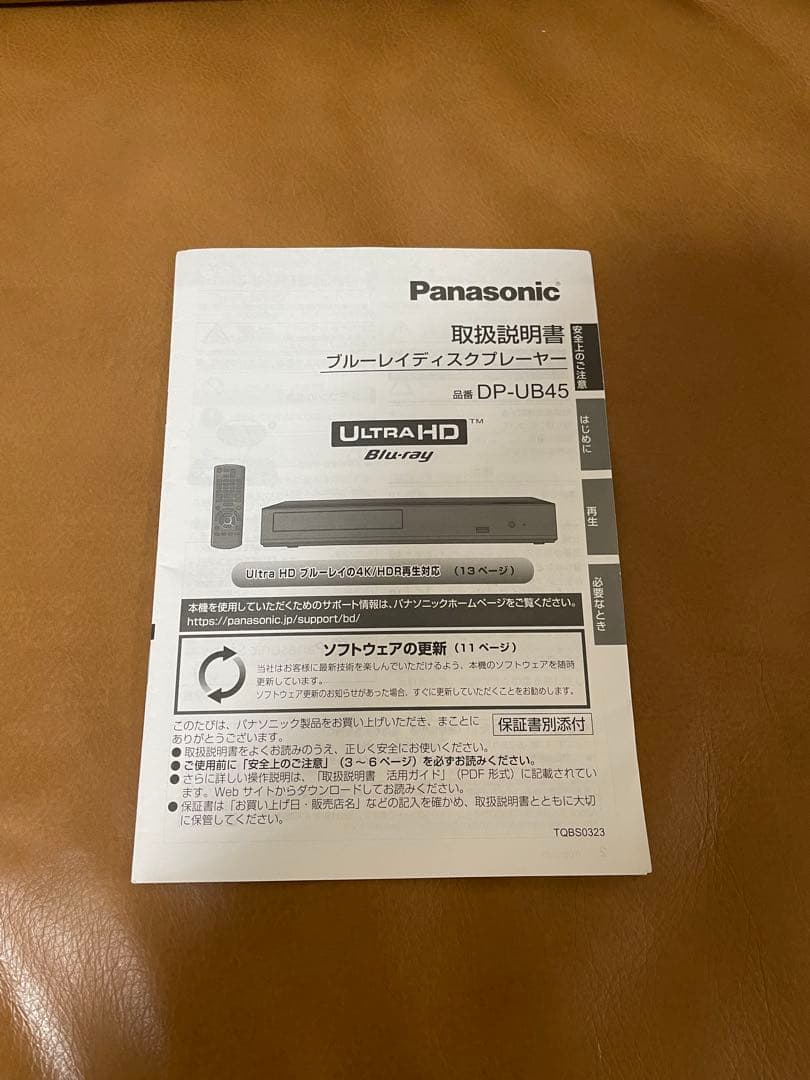 Panasonic
取扱説明書
ブルーレイディスクプレーヤー
品番 DP-UB45
ULTRA HD™
Blu-ray
Ultra HD ブルーレイの4K/HDR再生対応 （13ページ）
本機を使用していただくためのサポート情報は、パナソニックホームページをご覧ください。
https://panasonic.jp/support/bd/
ソフトウェアの更新（11ページ）
当社はお客様に最新技術を楽しんでいただけるよう、本機のソフトウェアを随時
更新しています。
ソフトウェア更新のお知らせがあった場合、すぐに更新していただくことをお勧めします。
このたびは、パナソニック製品をお買い上げいただき、まことに
ありがとうございます。
保証書別添付
●取扱説明書をよくお読みのうえ、正しく安全にお使いください。
●ご使用前に「安全上のご注意」（3～6ページ）を必ずお読みください。
●さらに詳しい操作説明は、「取扱説明書 活用ガイド」（PDF 形式）に記載されてい
ます。Web サイトからダウンロードしてお読みください。
●保証書は「お買い上げ日・販売店名」などの記入を確かめ、取扱説明書とともに大切
に保管してください。
TQBS0323
安全上のご注意
はじめに
再生
必要なとき